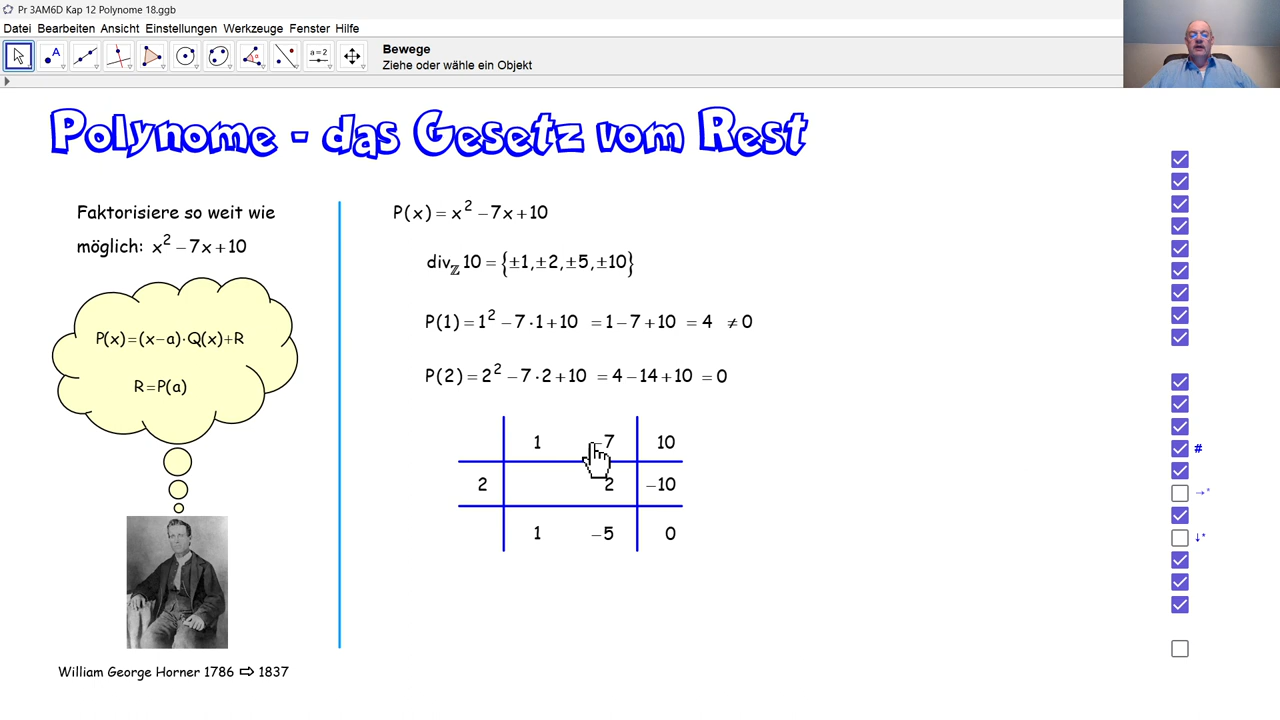 Pr 3AM6D Kap 12 Polynome 18.ggb
Datei Bearbeiten Ansicht Einstellungen Werkzeuge Fenster Hilfe
A
a=2
Bewege
Ziehe oder wähle ein Objekt
Polynome - das Gesetz vom Rest
Faktorisiere so weit wie
möglich: x² − 7x + 10
P(x)=(x−a)·Q(x)+R
R=P(a)
William George Horner 1786 ⇨ 1837
P(x) = x² − 7x + 10
div_ℤ 10 = {±1, ±2, ±5, ±10}
P(1) = 1² − 7·1 + 10 = 1 − 7 + 10 = 4 ≠ 0
P(2) = 2² − 7·2 + 10 = 4 − 14 + 10 = 0
1 −7 10
2 2 −10
1 −5 0
#
→*
↓*